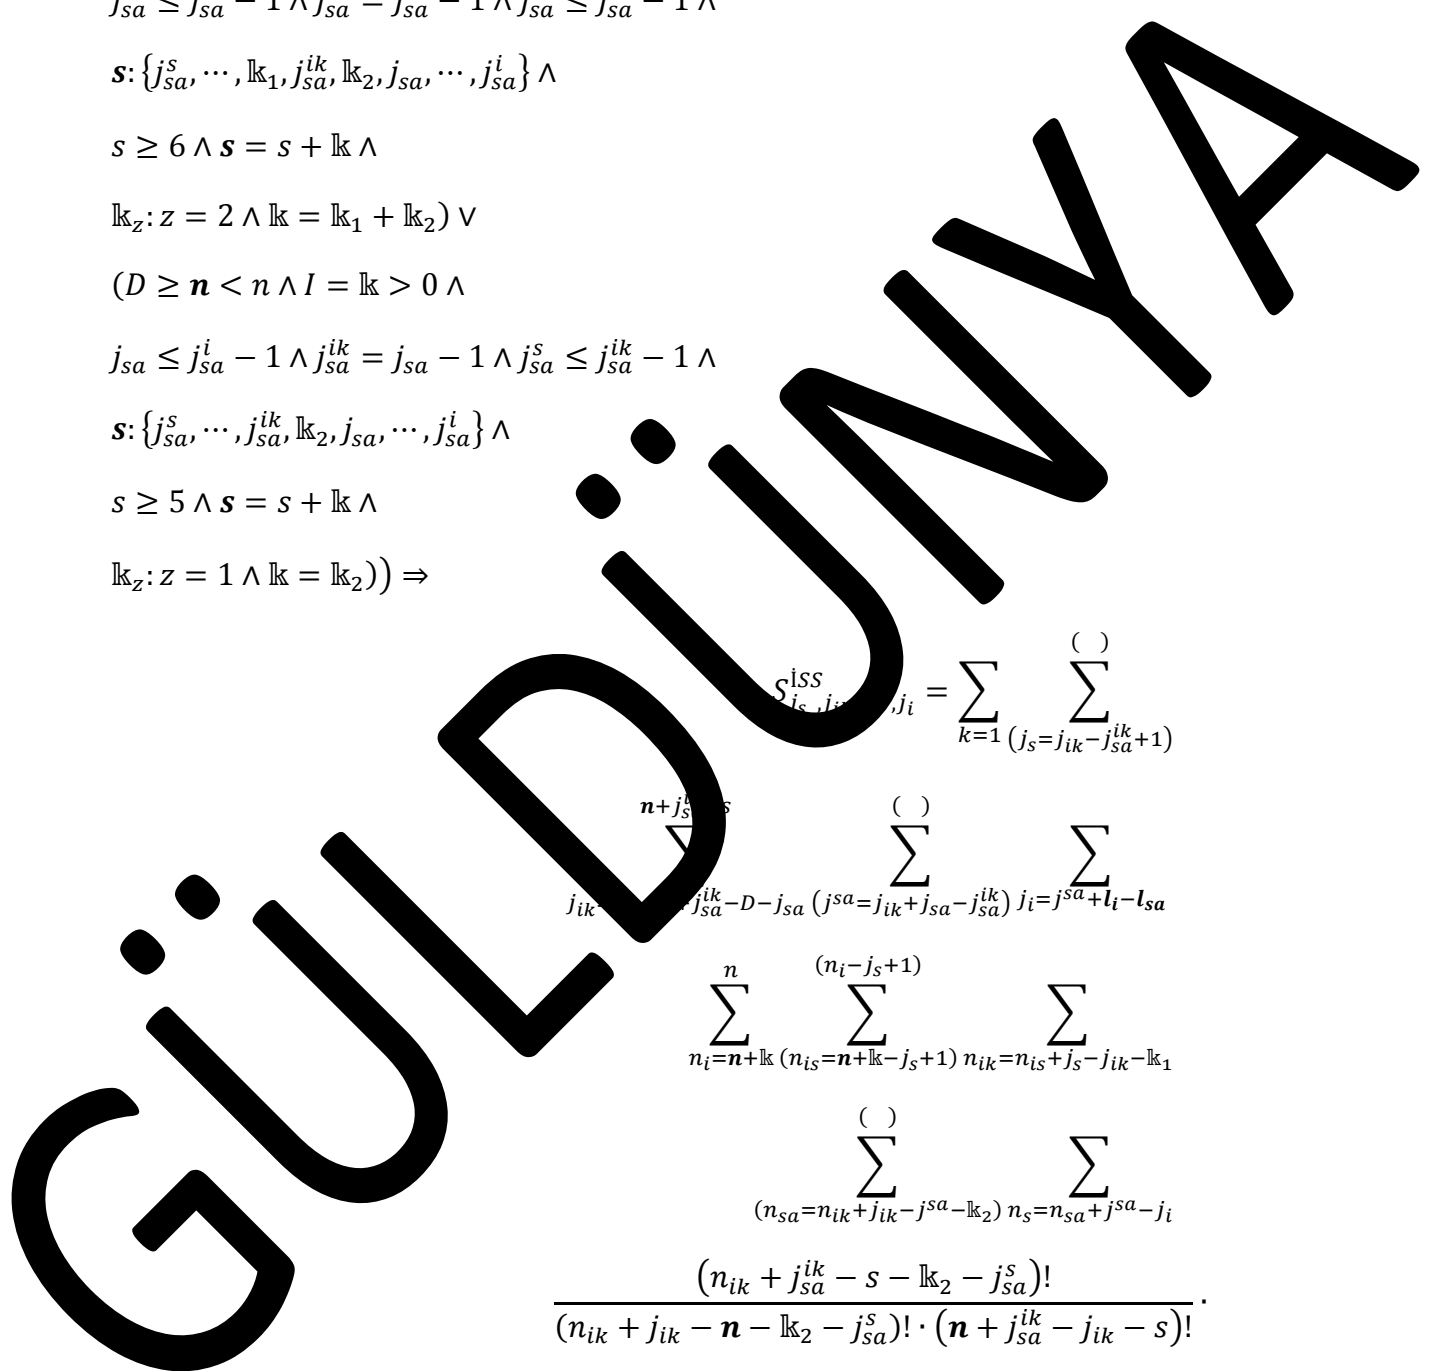 j_{sa} ≤ j_{sa} − 1 ∧ j_{sa} = j_{sa} − 1 ∧ j_{sa} ≤ j_{sa} − 1 ∧
s: {j_{sa}^{s}, ⋯, 𝕜_1, j_{sa}^{ik}, 𝕜_2, j_{sa}, ⋯, j_{sa}^{i}} ∧
s ≥ 6 ∧ s = s + 𝕜 ∧
𝕜_z: z = 2 ∧ 𝕜 = 𝕜_1 + 𝕜_2) ∨
(D ≥ n < n ∧ I = 𝕜 > 0 ∧
j_{sa} ≤ j_{sa}^{i} − 1 ∧ j_{sa}^{ik} = j_{sa} − 1 ∧ j_{sa}^{s} ≤ j_{sa}^{ik} − 1 ∧
s: {j_{sa}^{s}, ⋯, j_{sa}^{ik}, 𝕜_2, j_{sa}, ⋯, j_{sa}^{i}} ∧
s ≥ 5 ∧ s = s + 𝕜 ∧
𝕜_z: z = 1 ∧ 𝕜 = 𝕜_2)) ⇒
GÜLDÜNYA
S^{İSS}_{j_s, ,j_i} = ∑_{k=1} ∑_{(j_s=j_{ik}−j_{sa}^{ik}+1)}^{( )}
∑ j_{sa}^{ik}−D−j_{sa} ∑_{(j^{sa}=j_{ik}+j_{sa}−j_{sa}^{ik})}^{( )} ∑_{j_i=j^{sa}+l_i−l_{sa}}
∑_{n_i=n+𝕜}^{n} ∑_{(n_{is}=n+𝕜−j_s+1)}^{(n_i−j_s+1)} ∑_{n_{ik}=n_{is}+j_s−j_{ik}−𝕜_1}
∑_{(n_{sa}=n_{ik}+j_{ik}−j^{sa}−𝕜_2)}^{( )} ∑_{n_s=n_{sa}+j^{sa}−j_i}
(n_{ik} + j_{sa}^{ik} − s − 𝕜_2 − j_{sa}^{s})!
(n_{ik} + j_{ik} − n − 𝕜_2 − j_{sa}^{s})! · (n + j_{sa}^{ik} − j_{ik} − s)! ·